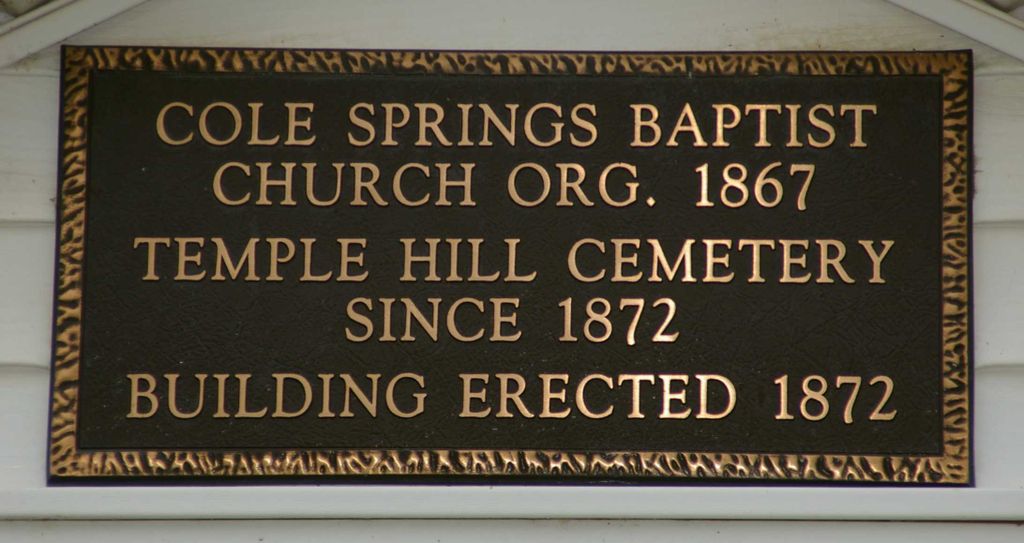 COLE SPRINGS BAPTIST
CHURCH ORG. 1867
TEMPLE HILL CEMETERY
SINCE 1872
BUILDING ERECTED 1872